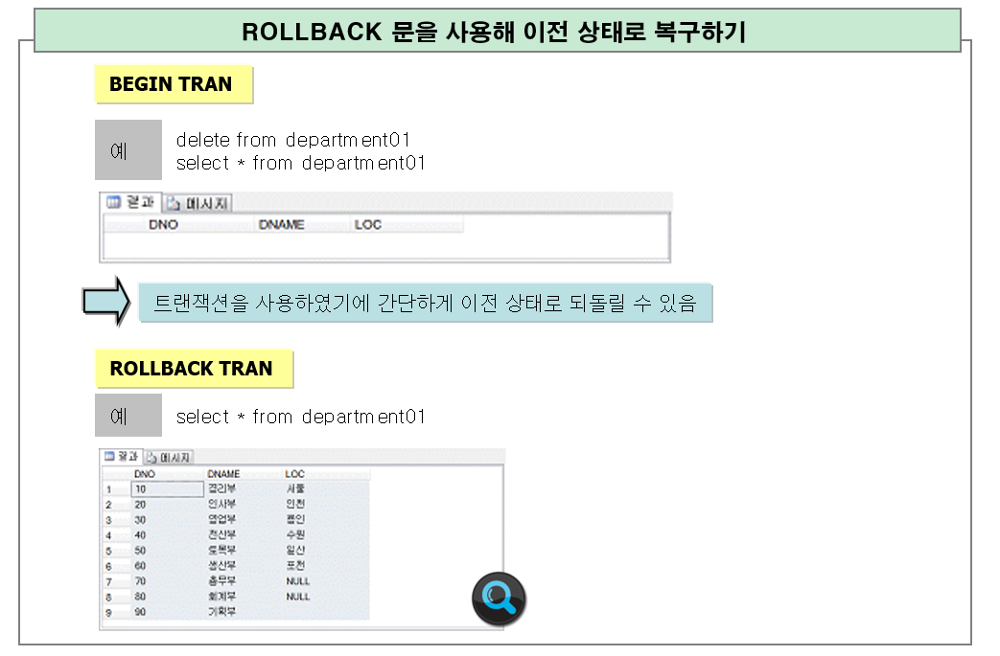 ROLLBACK 문을 사용해 이전 상태로 복구하기
BEGIN TRAN
예
delete from department01
select * from department01
결과 메시지
DNO DNAME LOC
트랜잭션을 사용하였기에 간단하게 이전 상태로 되돌릴 수 있음
ROLLBACK TRAN
예
select * from department01
결과 메시지
DNO DNAME LOC
1 10 경리부 서울
2 20 인사부 인천
3 30 영업부 용인
4 40 전산부 수원
5 50 토목부 일산
6 60 생산부 포천
7 70 총무부 NULL
8 80 회계부 NULL
9 90 기획부